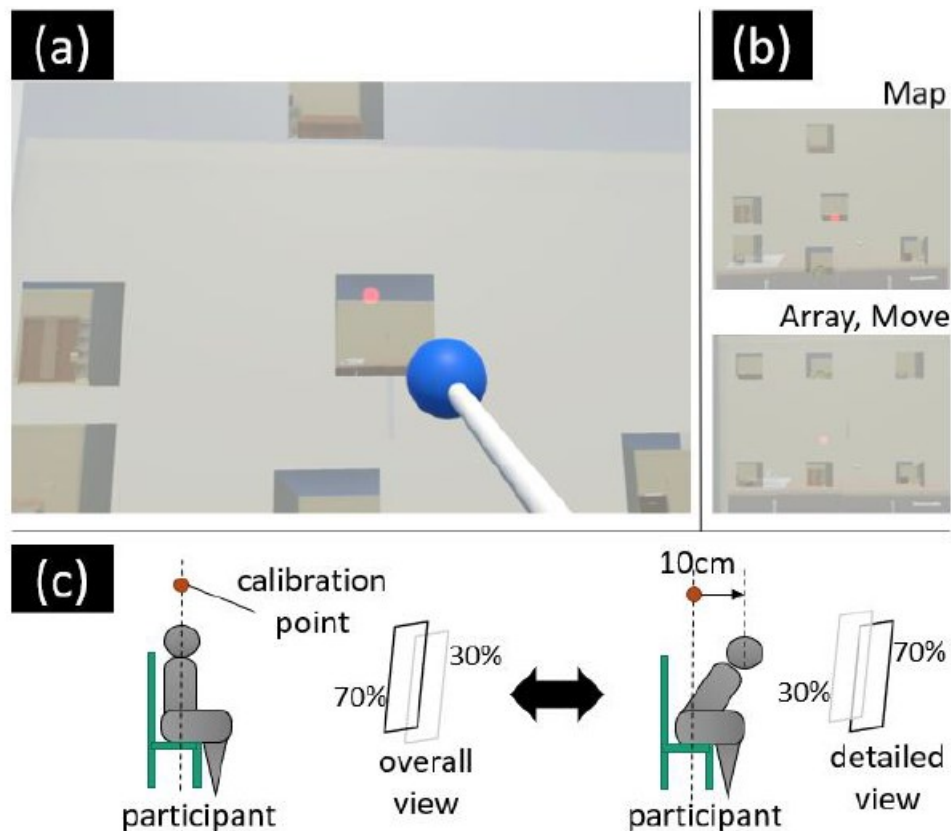 (a)
(b)
Map
Array, Move
(c)
calibration
point
70%
30%
overall
view
participant
10cm
30%
70%
detailed
view
participant